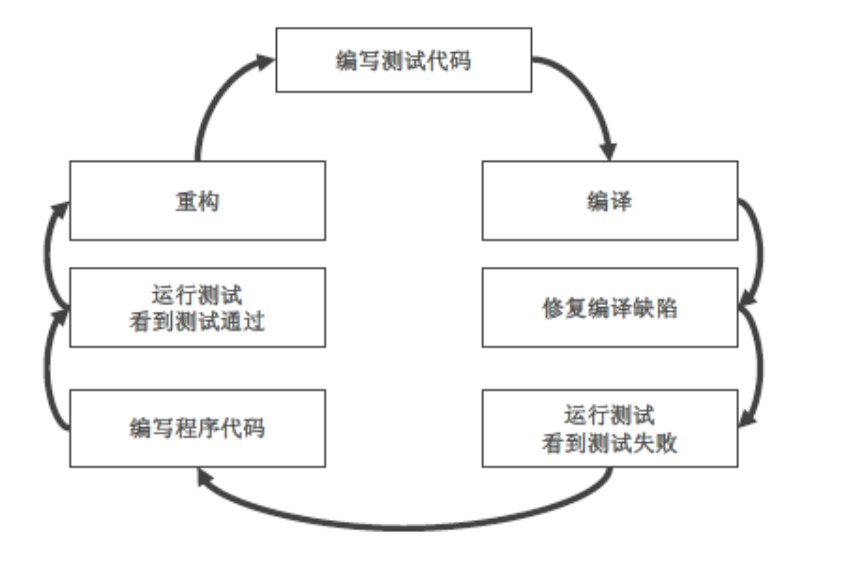 编写测试代码
重构
编译
运行测试
看到测试通过
修复编译缺陷
编写程序代码
运行测试
看到测试失败